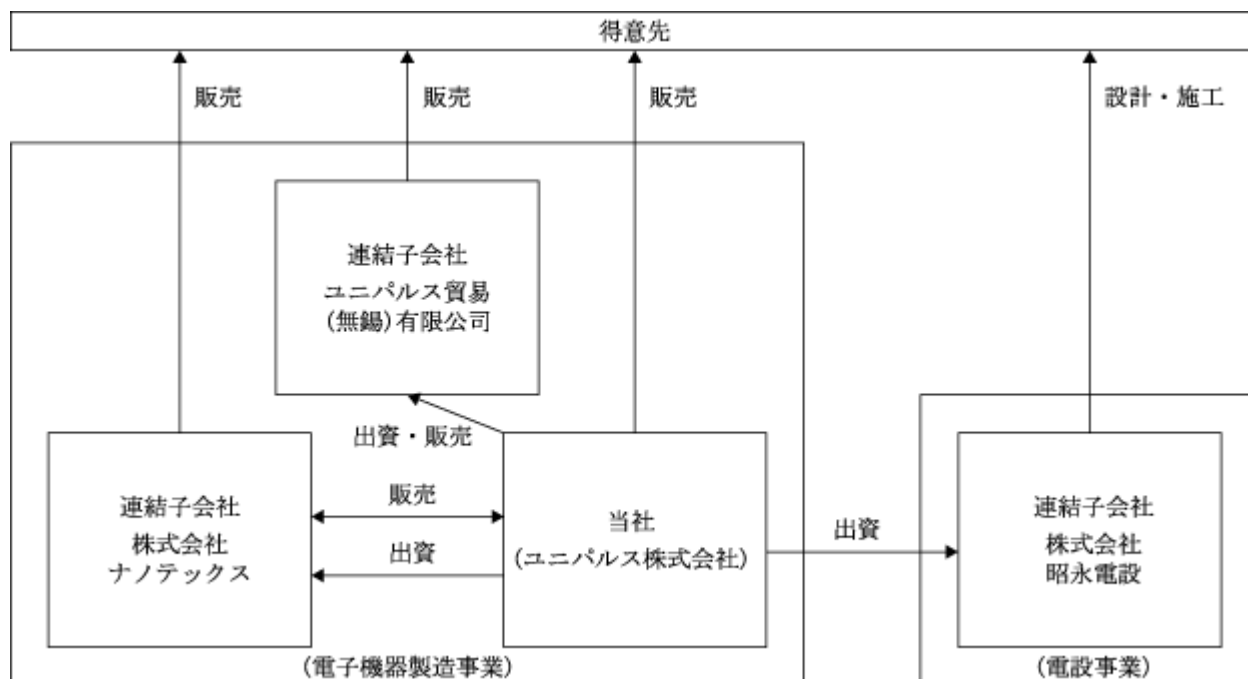 得意先
販売
販売
販売
設計・施工
連結子会社
ユニパルス貿易
(無錫)有限公司
出資・販売
連結子会社
株式会社
ナノテックス
販売
出資
当社
(ユニパルス株式会社)
出資
連結子会社
株式会社
昭永電設
(電子機器製造事業)
(電設事業)